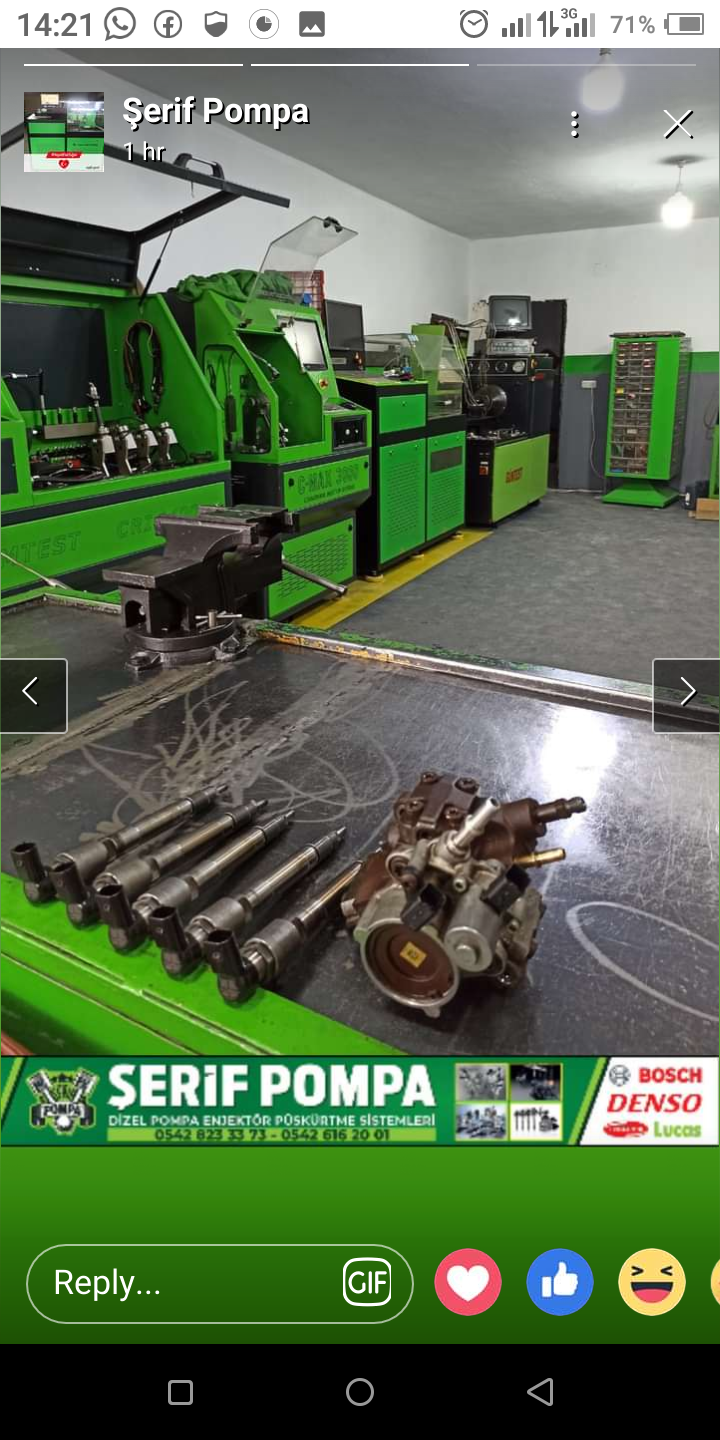 14:21
3G
71%
Şerif Pompa
1 hr
C-MAX 3000
ŞERİF POMPA
DİZEL POMPA ENJEKTÖR PÜSKÜRTME SİSTEMLERİ
0542 823 33 73 - 0542 616 20 01
POMPA
BOSCH
DENSO
Lucas
Reply...
GIF